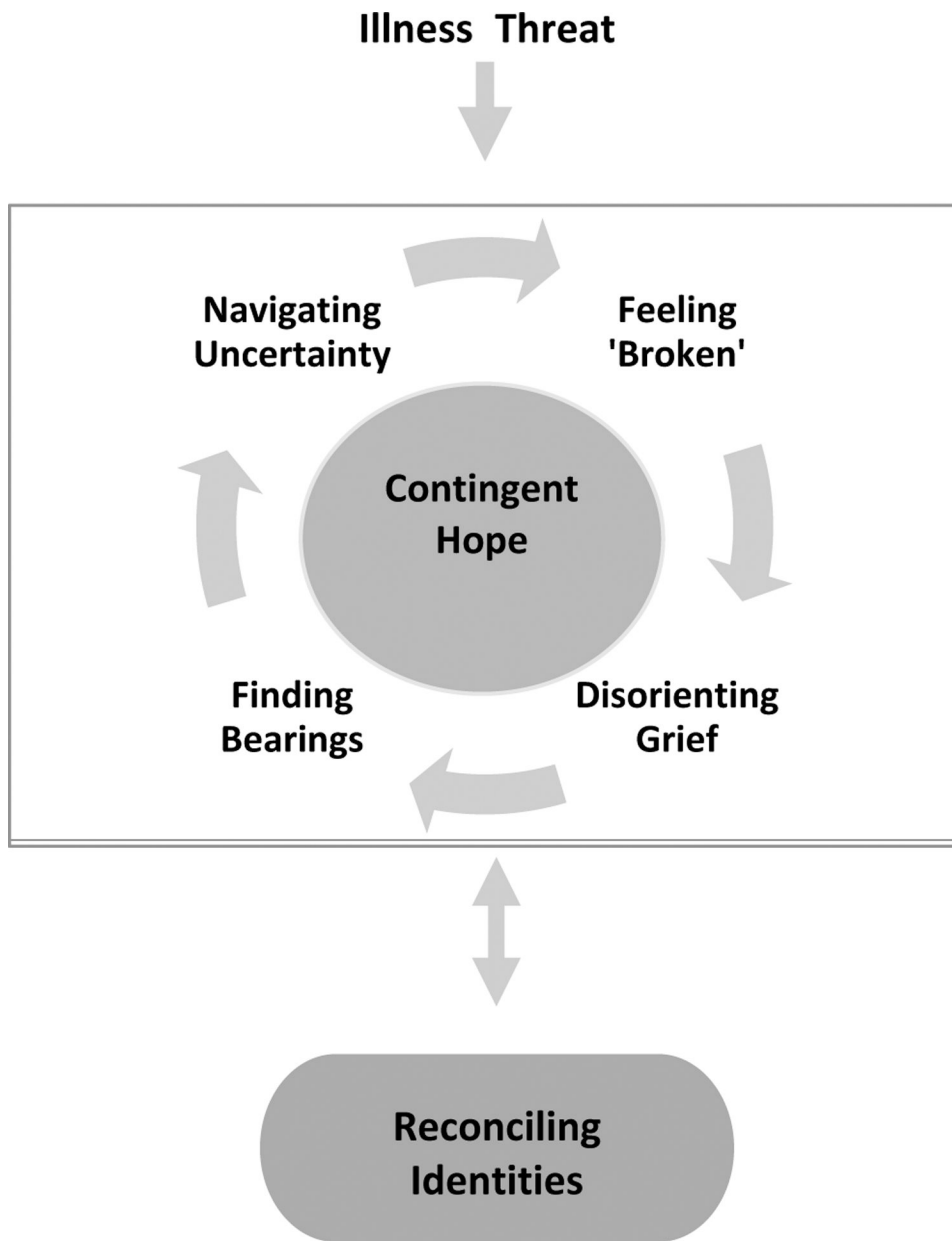 Illness Threat
Navigating
Uncertainty
Feeling
'Broken'
Contingent
Hope
Finding
Bearings
Disorienting
Grief
Reconciling
Identities